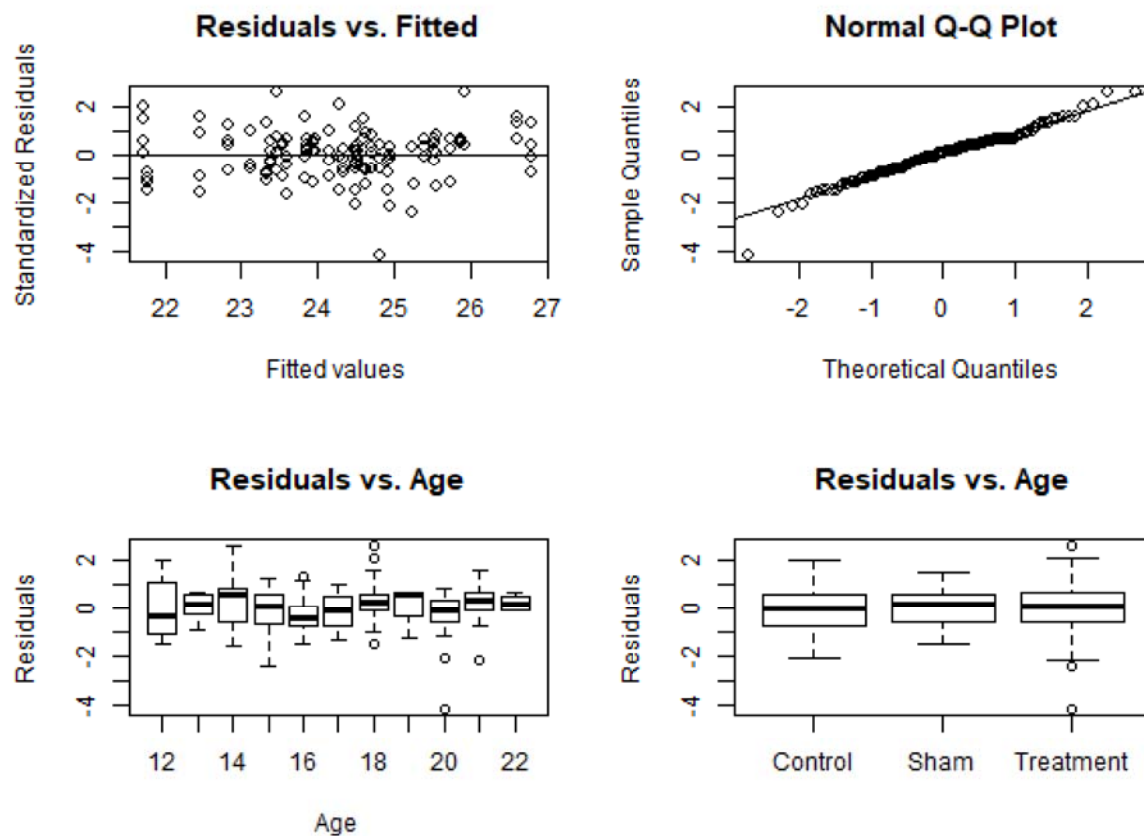 Residuals vs. Fitted
Standardized Residuals
2
0
-2
-4
22 23 24 25 26 27
Fitted values
Normal Q-Q Plot
Sample Quantiles
2
0
-2
-4
-2 -1 0 1 2
Theoretical Quantiles
Residuals vs. Age
Residuals
2
0
-2
-4
12 14 16 18 20 22
Age
Residuals vs. Age
Residuals
2
0
-2
-4
Control Sham Treatment